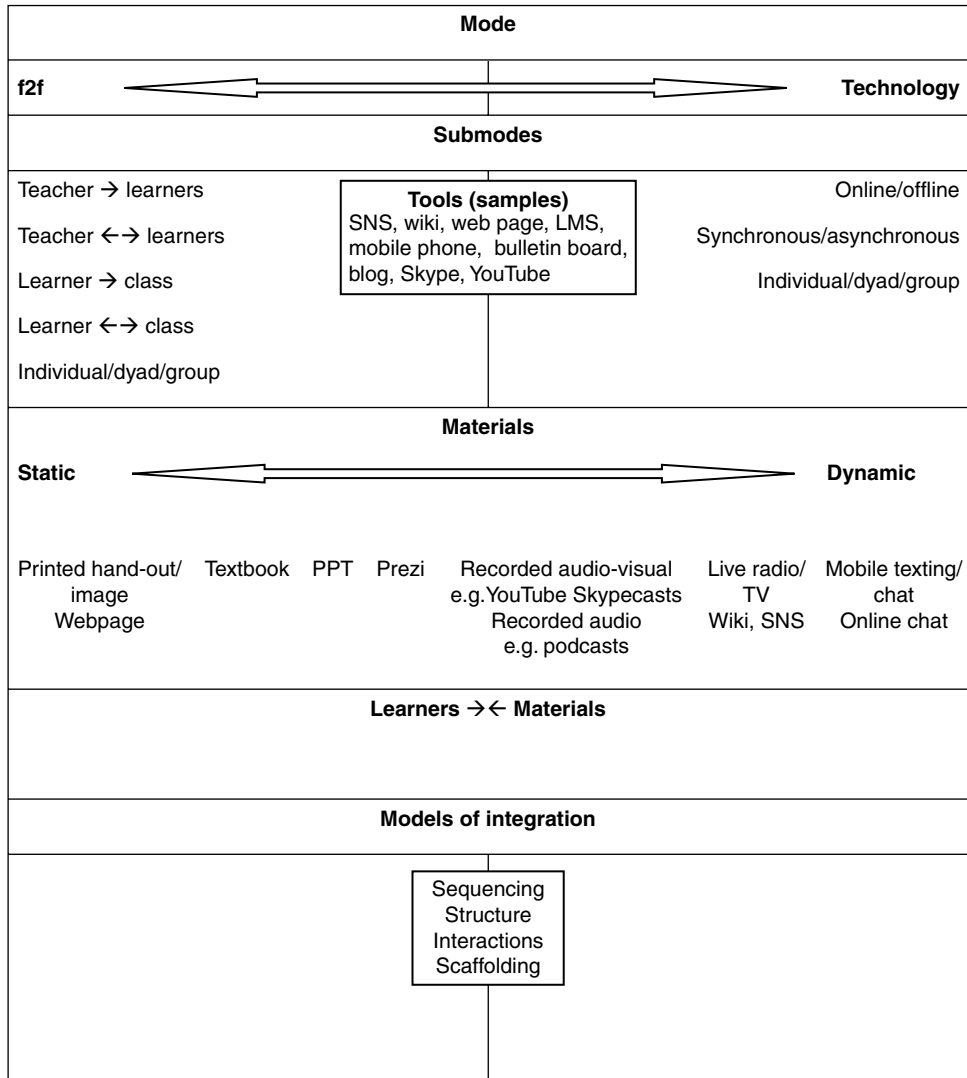 Mode
f2f Technology
Submodes
Teacher → learners
Teacher ←→ learners
Learner → class
Learner ←→ class
Individual/dyad/group
Tools (samples)
SNS, wiki, web page, LMS,
mobile phone, bulletin board,
blog, Skype, YouTube
Online/offline
Synchronous/asynchronous
Individual/dyad/group
Materials
Static Dynamic
Printed hand-out/
image
Webpage
Textbook
PPT
Prezi
Recorded audio-visual
e.g.YouTube Skypecasts
Recorded audio
e.g. podcasts
Live radio/
TV
Wiki, SNS
Mobile texting/
chat
Online chat
Learners →← Materials
Models of integration
Sequencing
Structure
Interactions
Scaffolding